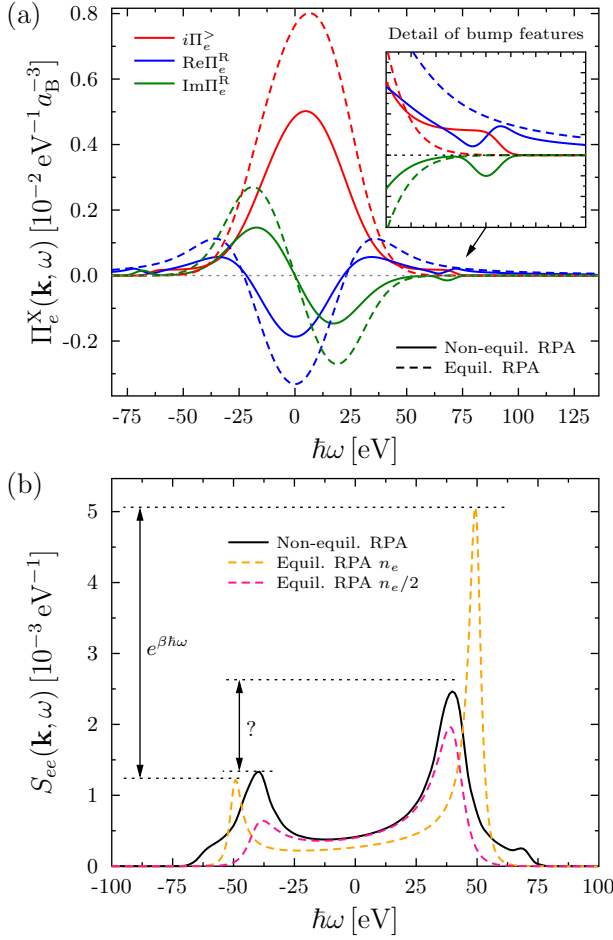 (a)
0.8
0.6
0.4
0.2
0.0
-0.2
Π_e^X(k, ω) [10⁻² eV⁻¹ a_B⁻³]
iΠ_e^>
ReΠ_e^R
ImΠ_e^R
Detail of bump features
Non-equil. RPA
Equil. RPA
-75 -50 -25 0 25 50 75 100 125
ħω [eV]
(b)
5
4
3
2
1
0
S_ee(k, ω) [10⁻³ eV⁻¹]
Non-equil. RPA
Equil. RPA n_e
Equil. RPA n_e/2
e^{βħω}
?
-100 -75 -50 -25 0 25 50 75 100
ħω [eV]